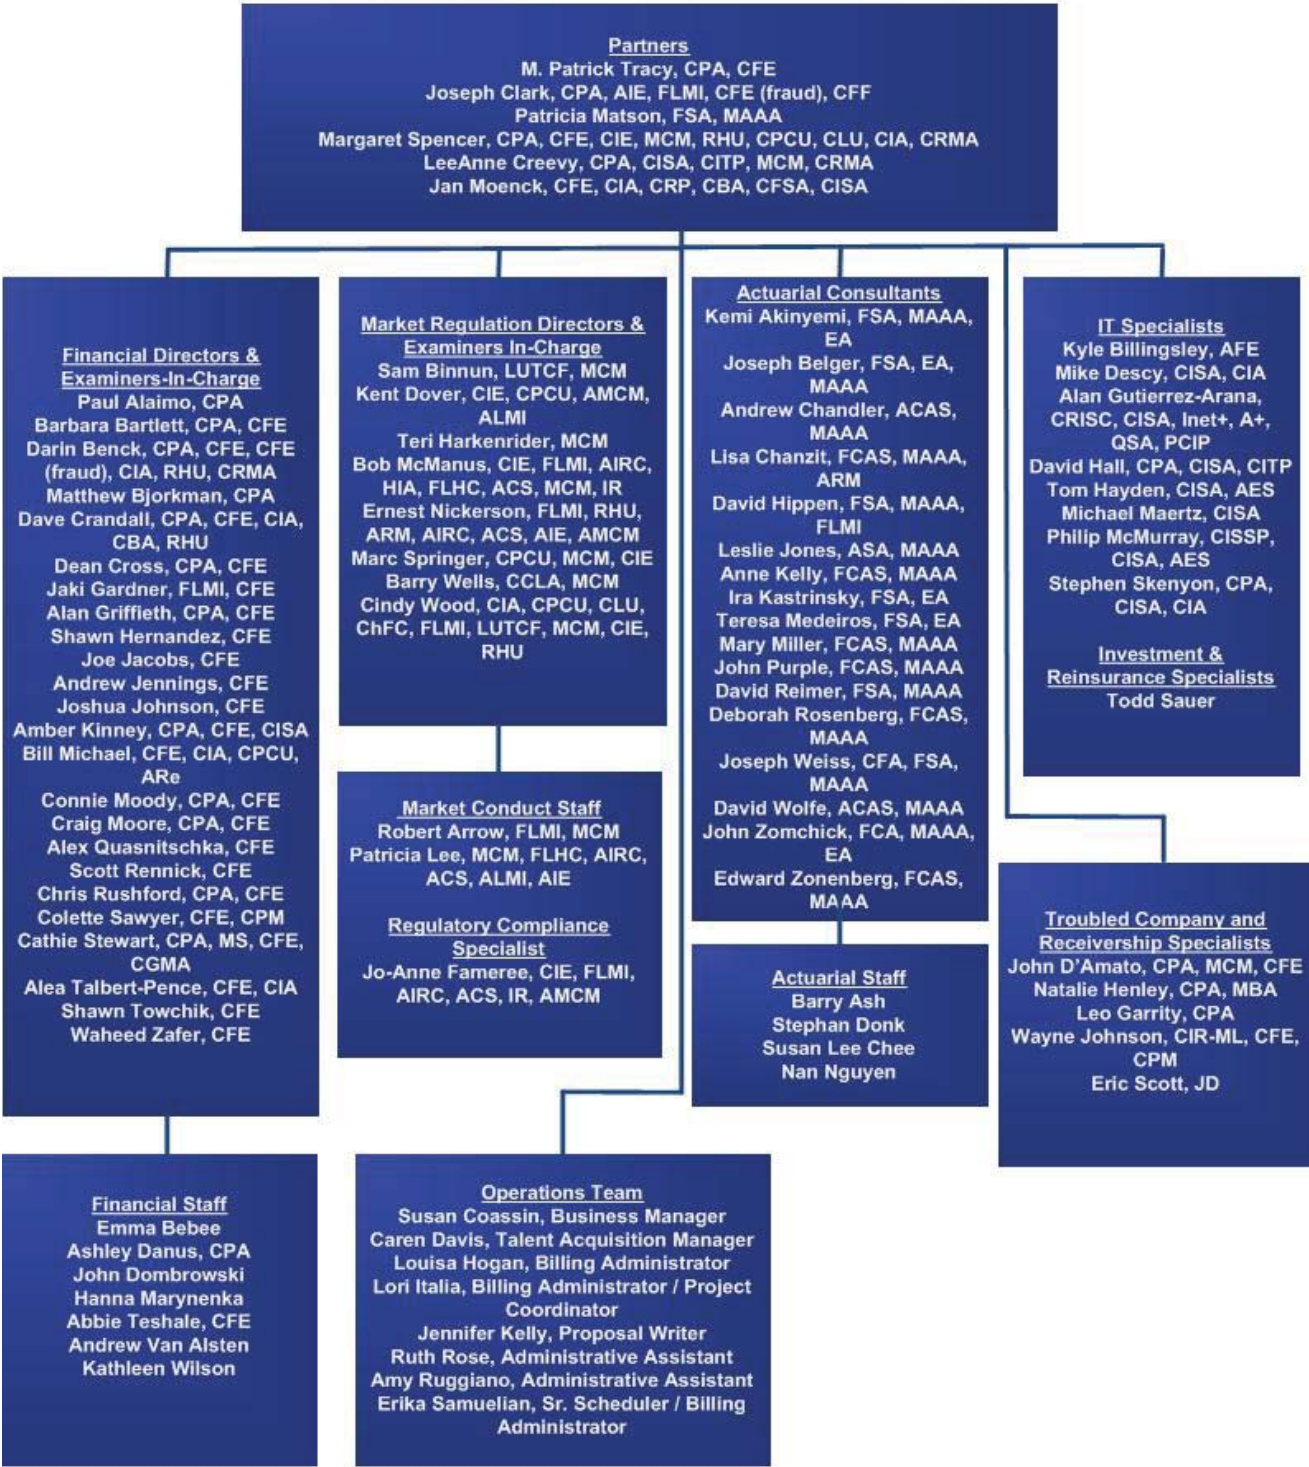 Partners
M. Patrick Tracy, CPA, CFE
Joseph Clark, CPA, AIE, FLMI, CFE (fraud), CFF
Patricia Matson, FSA, MAAA
Margaret Spencer, CPA, CFE, CIE, MCM, RHU, CPCU, CLU, CIA, CRMA
LeeAnne Creevy, CPA, CISA, CITP, MCM, CRMA
Jan Moenck, CFE, CIA, CRP, CBA, CFSA, CISA
Financial Directors &
Examiners-In-Charge
Paul Alaimo, CPA
Barbara Bartlett, CPA, CFE
Darin Benck, CPA, CFE, CFE
(fraud), CIA, RHU, CRMA
Matthew Bjorkman, CPA
Dave Crandall, CPA, CFE, CIA,
CBA, RHU
Dean Cross, CPA, CFE
Jaki Gardner, FLMI, CFE
Alan Griffieth, CPA, CFE
Shawn Hernandez, CFE
Joe Jacobs, CFE
Andrew Jennings, CFE
Joshua Johnson, CFE
Amber Kinney, CPA, CFE, CISA
Bill Michael, CFE, CIA, CPCU,
ARe
Connie Moody, CPA, CFE
Craig Moore, CPA, CFE
Alex Quasnitschka, CFE
Scott Rennick, CFE
Chris Rushford, CPA, CFE
Colette Sawyer, CFE, CPM
Cathie Stewart, CPA, MS, CFE,
CGMA
Alea Talbert-Pence, CFE, CIA
Shawn Towchik, CFE
Waheed Zafer, CFE
Financial Staff
Emma Bebee
Ashley Danus, CPA
John Dombrowski
Hanna Marynenka
Abbie Teshale, CFE
Andrew Van Alsten
Kathleen Wilson
Market Regulation Directors &
Examiners In-Charge
Sam Binnun, LUTCF, MCM
Kent Dover, CIE, CPCU, AMCM,
ALMI
Teri Harkenrider, MCM
Bob McManus, CIE, FLMI, AIRC,
HIA, FLHC, ACS, MCM, IR
Ernest Nickerson, FLMI, RHU,
ARM, AIRC, ACS, AIE, AMCM
Marc Springer, CPCU, MCM, CIE
Barry Wells, CCLA, MCM
Cindy Wood, CIA, CPCU, CLU,
ChFC, FLMI, LUTCF, MCM, CIE,
RHU
Market Conduct Staff
Robert Arrow, FLMI, MCM
Patricia Lee, MCM, FLHC, AIRC,
ACS, ALMI, AIE
Regulatory Compliance
Specialist
Jo-Anne Fameree, CIE, FLMI,
AIRC, ACS, IR, AMCM
Operations Team
Susan Coassin, Business Manager
Caren Davis, Talent Acquisition Manager
Louisa Hogan, Billing Administrator
Lori Italia, Billing Administrator / Project
Coordinator
Jennifer Kelly, Proposal Writer
Ruth Rose, Administrative Assistant
Amy Ruggiano, Administrative Assistant
Erika Samuelian, Sr. Scheduler / Billing
Administrator
Actuarial Consultants
Kemi Akinyemi, FSA, MAAA,
EA
Joseph Belger, FSA, EA,
MAAA
Andrew Chandler, ACAS,
MAAA
Lisa Chanzit, FCAS, MAAA,
ARM
David Hippen, FSA, MAAA,
FLMI
Leslie Jones, ASA, MAAA
Anne Kelly, FCAS, MAAA
Ira Kastrinsky, FSA, EA
Teresa Medeiros, FSA, EA
Mary Miller, FCAS, MAAA
John Purple, FCAS, MAAA
David Reimer, FSA, MAAA
Deborah Rosenberg, FCAS,
MAAA
Joseph Weiss, CFA, FSA,
MAAA
David Wolfe, ACAS, MAAA
John Zomchick, FCA, MAAA,
EA
Edward Zonenberg, FCAS,
MAAA
Actuarial Staff
Barry Ash
Stephan Donk
Susan Lee Chee
Nan Nguyen
IT Specialists
Kyle Billingsley, AFE
Mike Descy, CISA, CIA
Alan Gutierrez-Arana,
CRISC, CISA, Inet+, A+,
QSA, PCIP
David Hall, CPA, CISA, CITP
Tom Hayden, CISA, AES
Michael Maertz, CISA
Philip McMurray, CISSP,
CISA, AES
Stephen Skenyon, CPA,
CISA, CIA
Investment &
Reinsurance Specialists
Todd Sauer
Troubled Company and
Receivership Specialists
John D'Amato, CPA, MCM, CFE
Natalie Henley, CPA, MBA
Leo Garrity, CPA
Wayne Johnson, CIR-ML, CFE,
CPM
Eric Scott, JD